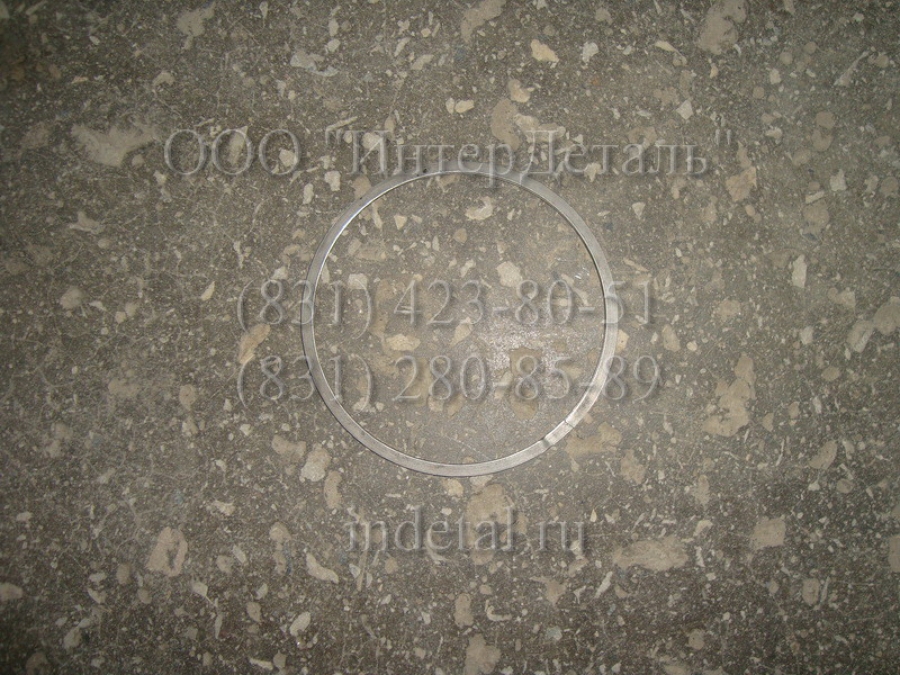 ООО "ИнтерДеталь"
(831) 423-80-51
(831) 280-85-89
indetal.ru